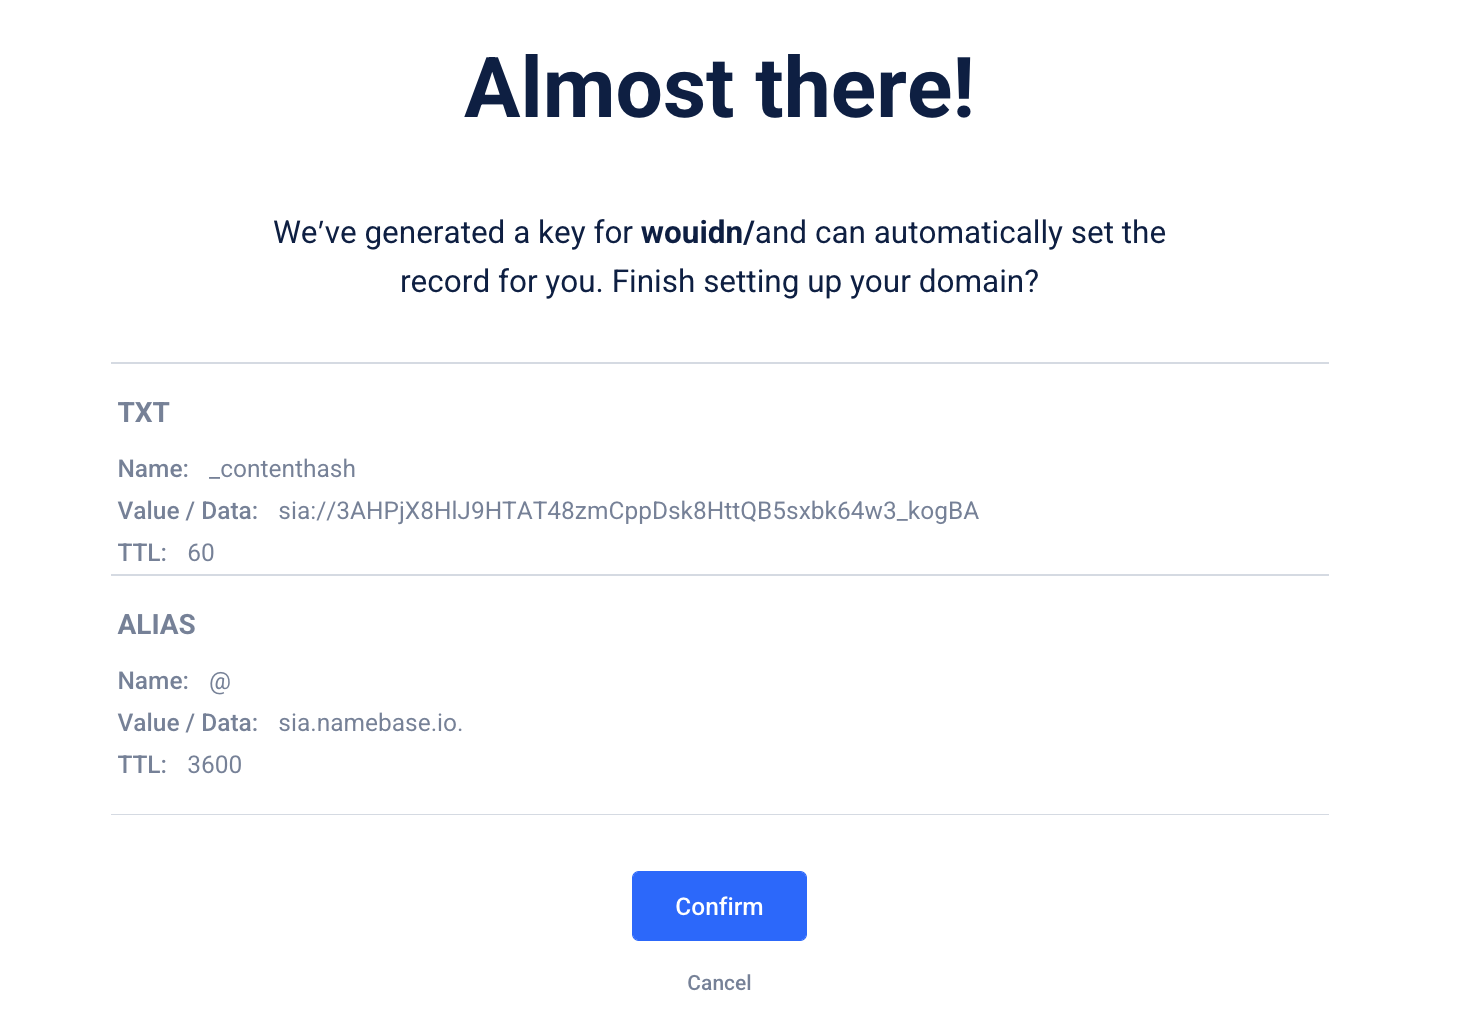 Almost there!
We've generated a key for wouidn/and can automatically set the
record for you. Finish setting up your domain?
TXT
Name: _contenthash
Value / Data: sia://3AHPjX8HlJ9HTAT48zmCppDsk8HttQB5sxbk64w3_kogBA
TTL: 60
ALIAS
Name: @
Value / Data: sia.namebase.io.
TTL: 3600
Confirm
Cancel